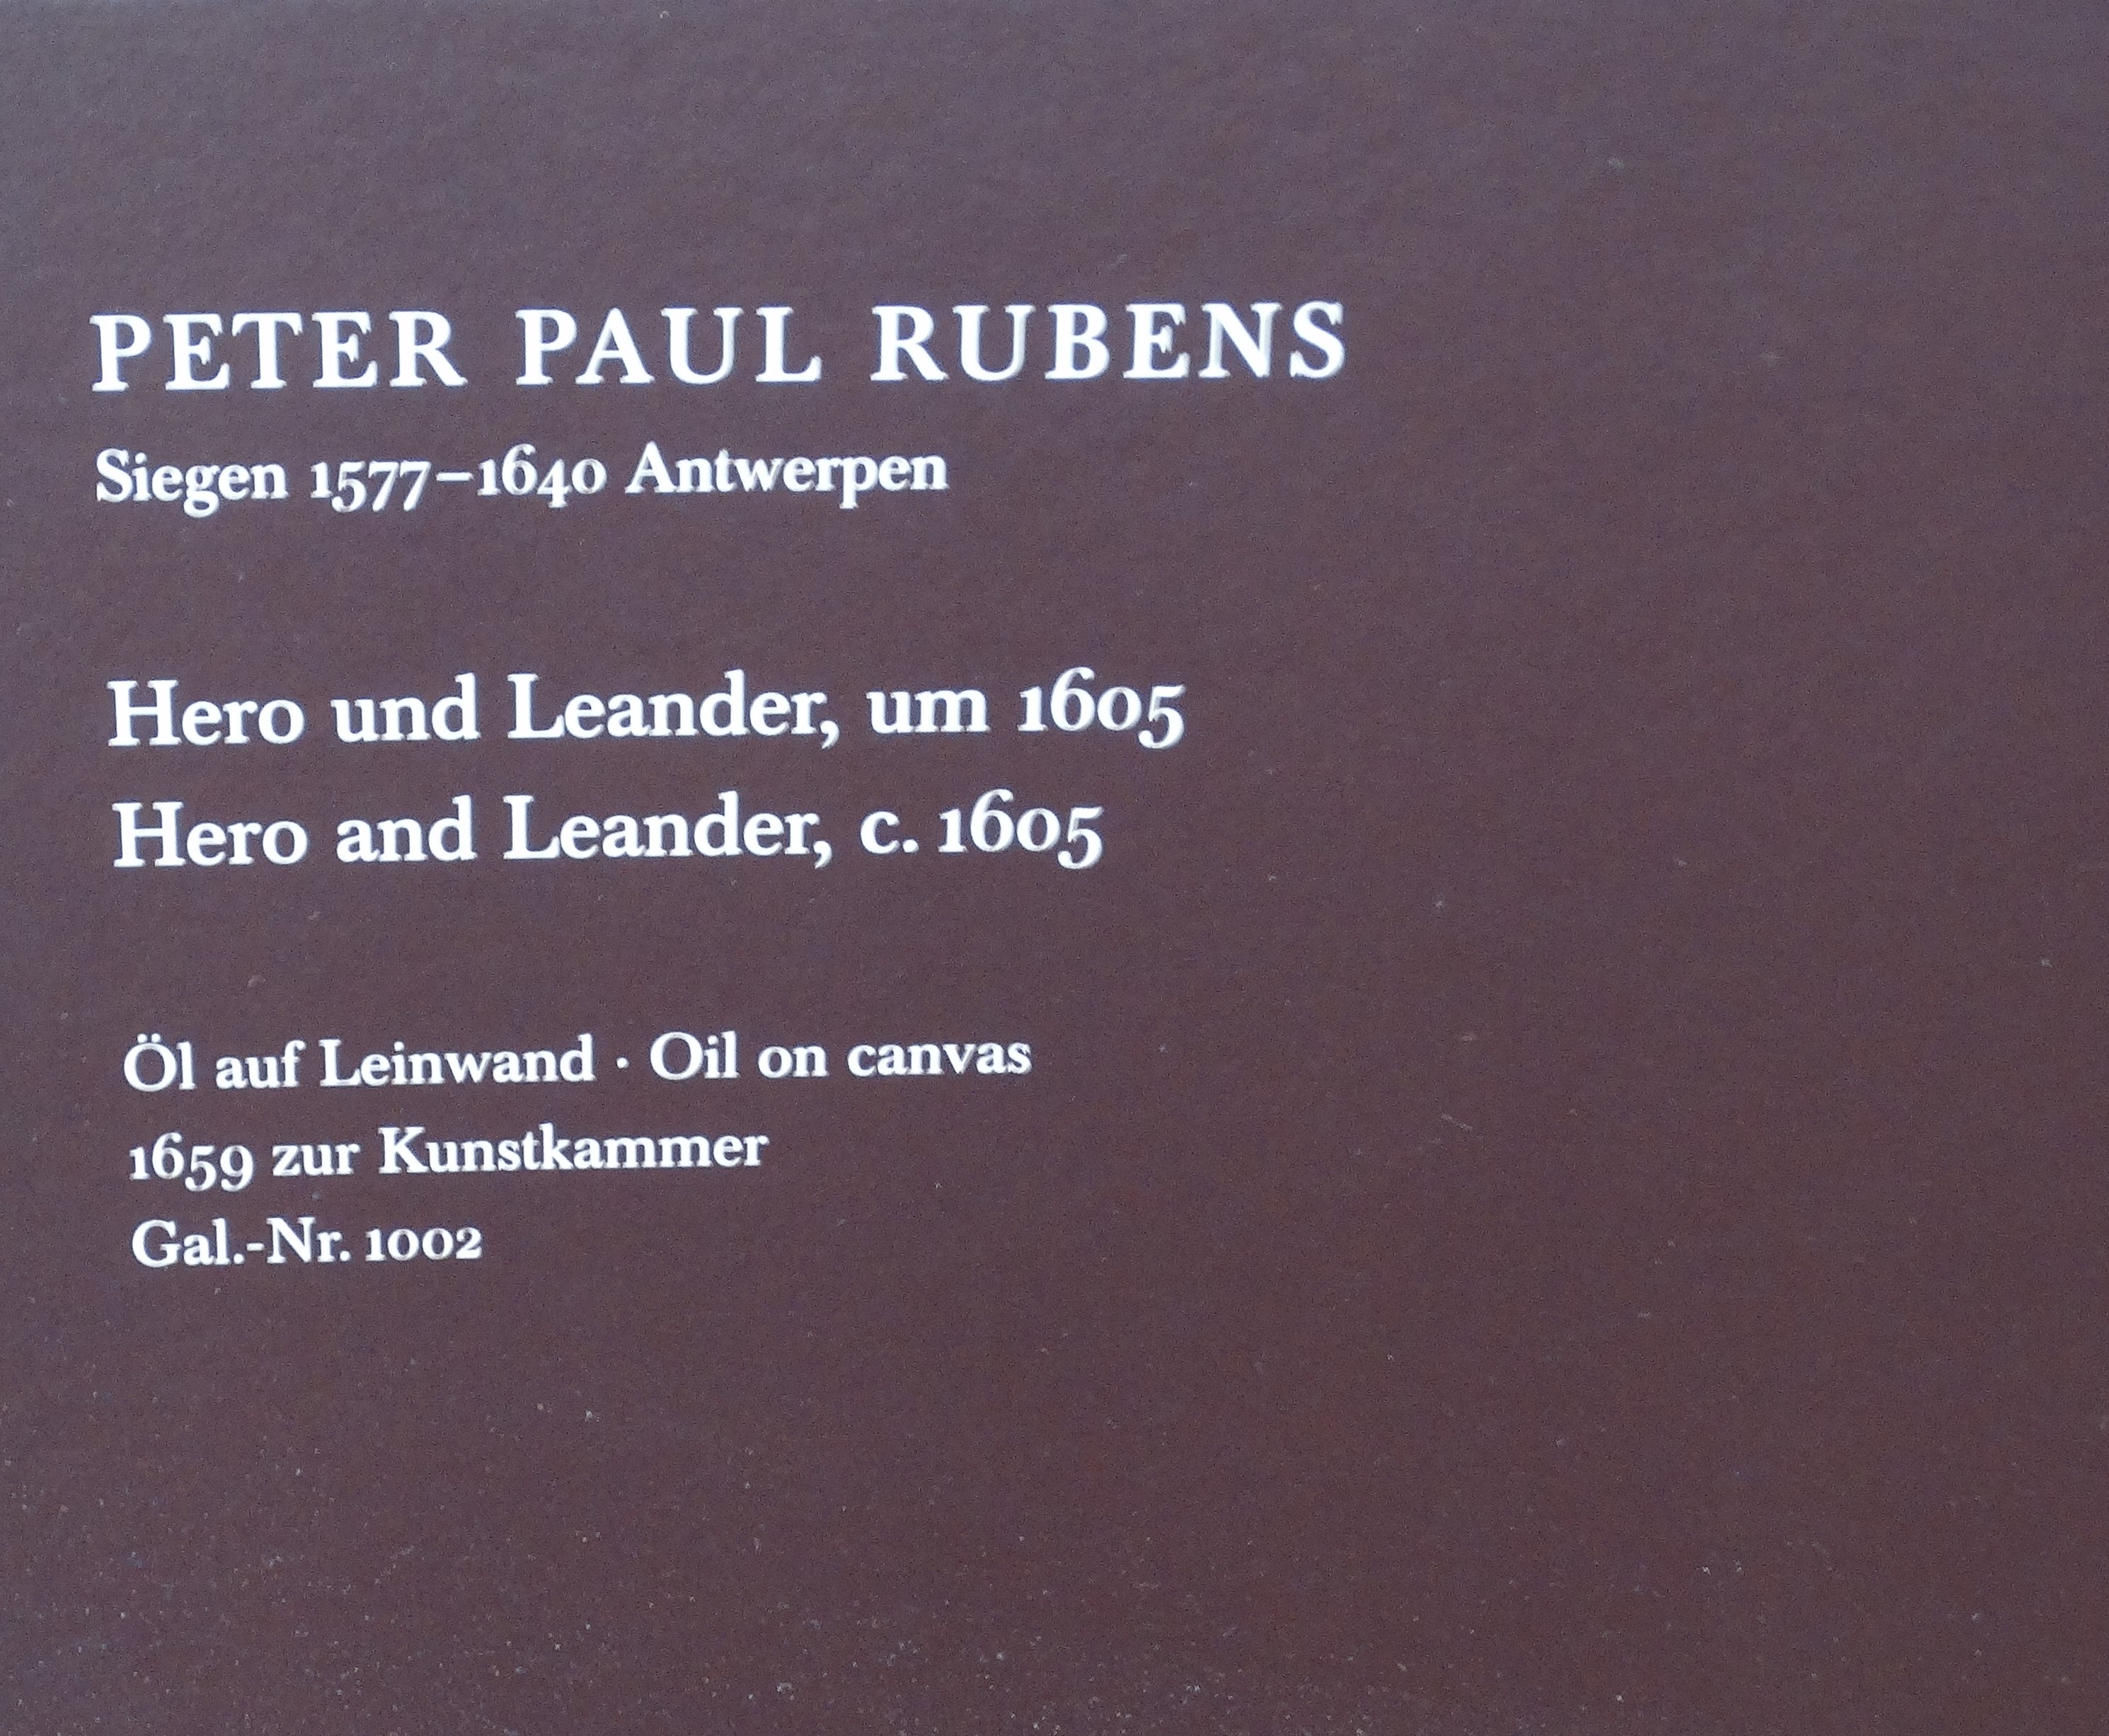 PETER PAUL RUBENS
Siegen 1577–1640 Antwerpen
Hero und Leander, um 1605
Hero and Leander, c. 1605
Öl auf Leinwand · Oil on canvas
1659 zur Kunstkammer
Gal.-Nr. 1002